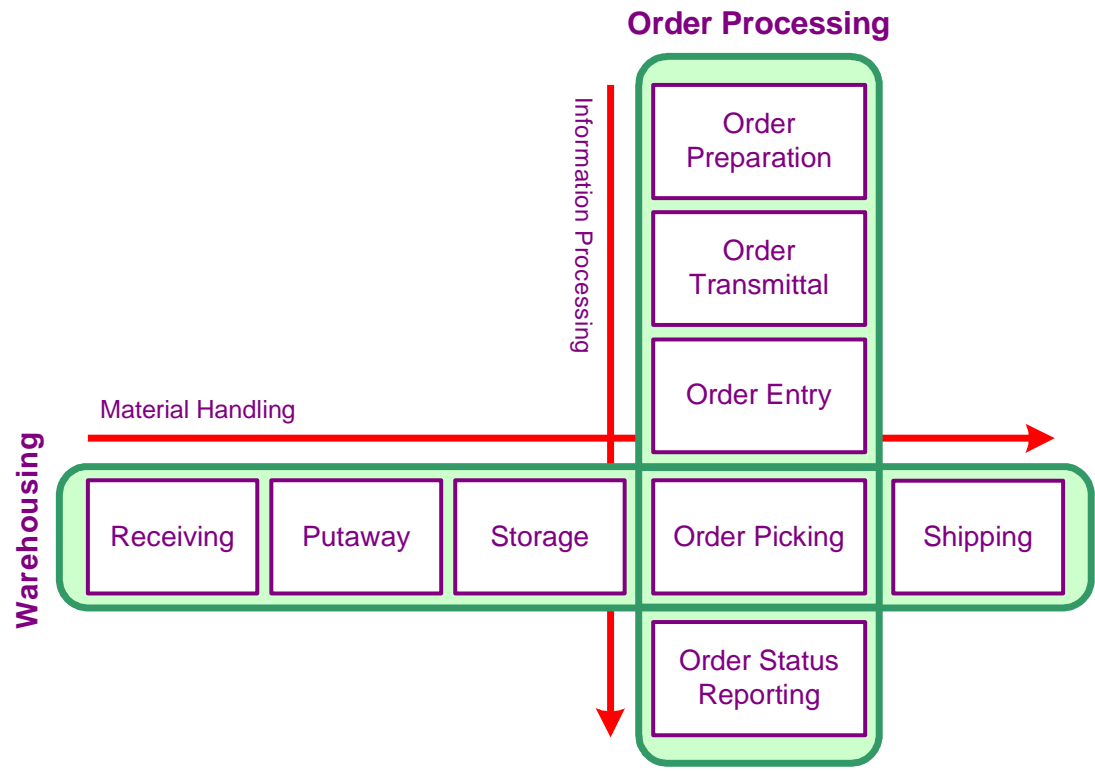 Order Processing
Information Processing
Order
Preparation
Order
Transmittal
Order Entry
Material Handling
Warehousing
Receiving
Putaway
Storage
Order Picking
Shipping
Order Status
Reporting